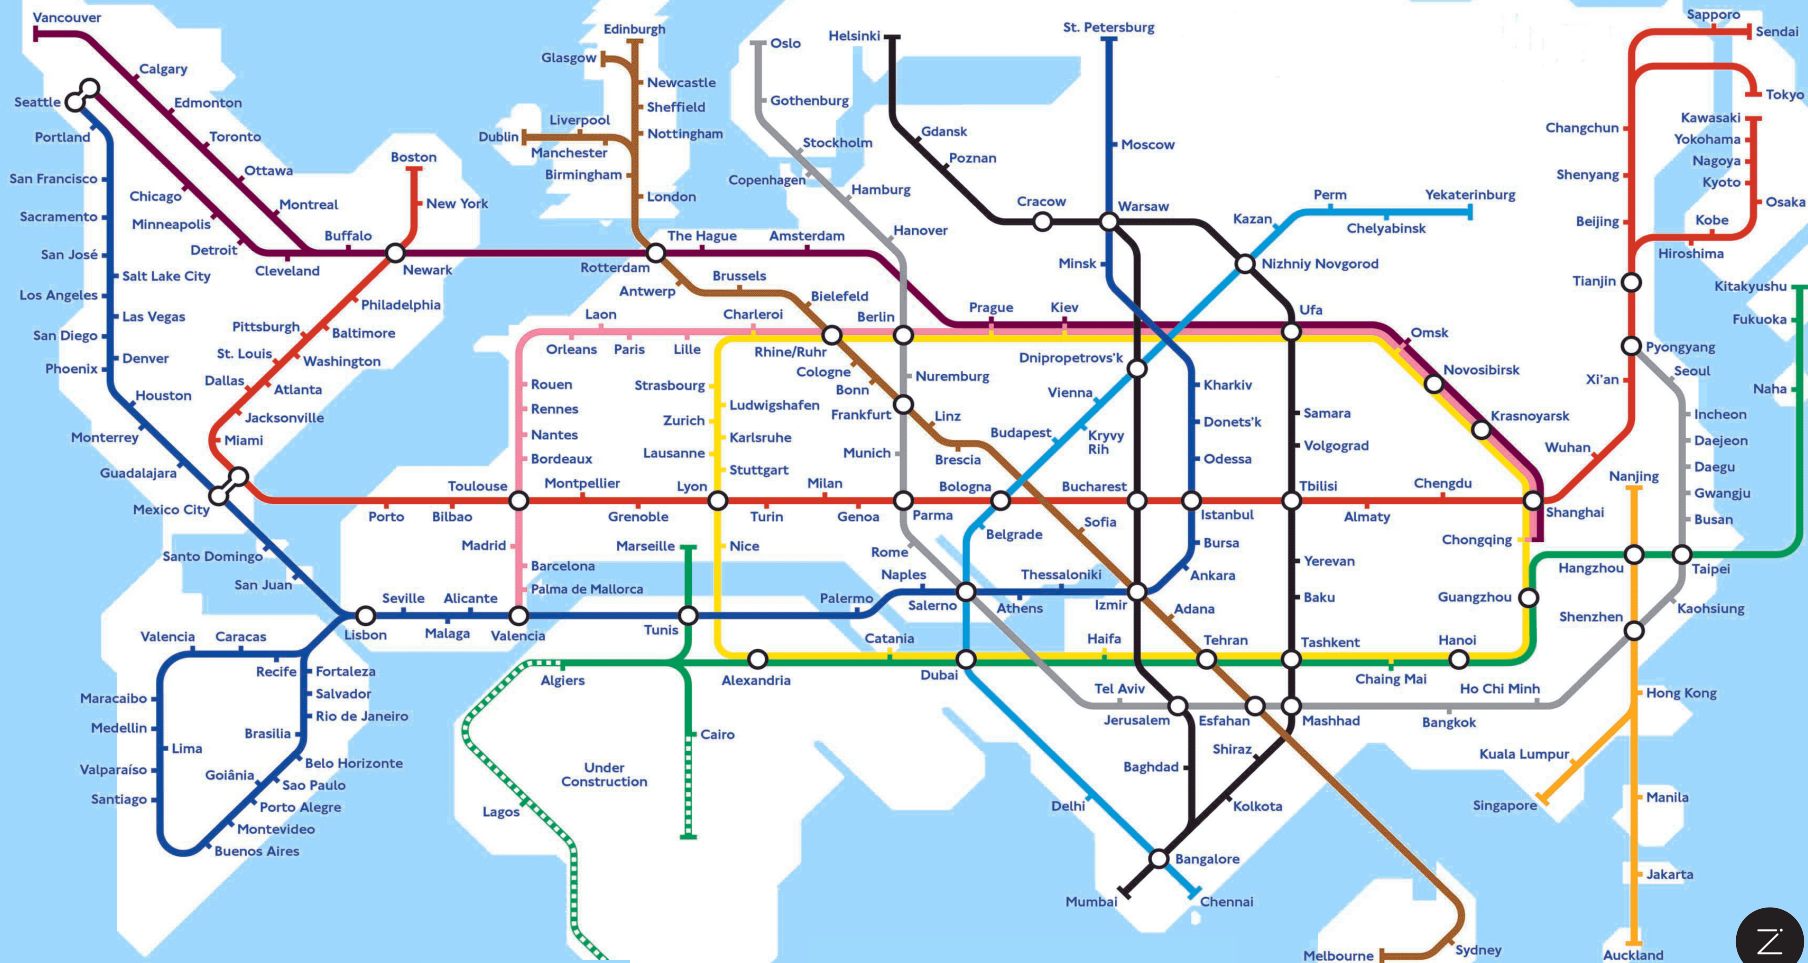 Vancouver
Calgary
Edmonton
Toronto
Ottawa
Montreal
Seattle
Portland
San Francisco
Sacramento
San José
Salt Lake City
Los Angeles
Las Vegas
San Diego
Denver
Phoenix
Houston
Monterrey
Guadalajara
Mexico City
Chicago
Minneapolis
Detroit
Cleveland
Buffalo
Boston
New York
Newark
Philadelphia
Pittsburgh
Baltimore
St. Louis
Washington
Dallas
Atlanta
Jacksonville
Miami
Santo Domingo
San Juan
Lisbon
Seville
Malaga
Alicante
Valencia
Valencia
Caracas
Recife
Fortaleza
Salvador
Rio de Janeiro
Brasilia
Belo Horizonte
Goiânia
Sao Paulo
Porto Alegre
Montevideo
Buenos Aires
Maracaibo
Medellin
Lima
Valparaíso
Santiago
Edinburgh
Glasgow
Newcastle
Sheffield
Nottingham
Liverpool
Dublin
Manchester
Birmingham
London
Rotterdam
The Hague
Amsterdam
Antwerp
Brussels
Bielefeld
Rhine/Ruhr
Cologne
Bonn
Frankfurt
Linz
Brescia
Laon
Orleans
Paris
Lille
Charleroi
Rouen
Rennes
Nantes
Bordeaux
Toulouse
Montpellier
Porto
Bilbao
Grenoble
Madrid
Barcelona
Palma de Mallorca
Strasbourg
Ludwigshafen
Zurich
Karlsruhe
Lausanne
Stuttgart
Lyon
Turin
Milan
Genoa
Nice
Marseille
Tunis
Palermo
Algiers
Alexandria
Cairo
Lagos
Under
Construction
Oslo
Gothenburg
Stockholm
Copenhagen
Hamburg
Hanover
Berlin
Nuremburg
Munich
Parma
Rome
Naples
Salerno
Athens
Thessaloniki
Izmir
Catania
Dubai
Haifa
Tel Aviv
Jerusalem
Helsinki
Gdansk
Poznan
Cracow
Warsaw
St. Petersburg
Moscow
Minsk
Prague
Kiev
Dnipropetrovs'k
Vienna
Budapest
Kryvy
Rih
Bologna
Belgrade
Bucharest
Sofia
Kazan
Perm
Chelyabinsk
Yekaterinburg
Nizhniy Novgorod
Ufa
Kharkiv
Donets'k
Odessa
Istanbul
Bursa
Ankara
Adana
Samara
Volgograd
Tbilisi
Yerevan
Baku
Tehran
Tashkent
Esfahan
Mashhad
Shiraz
Baghdad
Kolkota
Delhi
Bangalore
Mumbai
Chennai
Omsk
Novosibirsk
Krasnoyarsk
Almaty
Chengdu
Shanghai
Chongqing
Guangzhou
Hanoi
Chaing Mai
Ho Chi Minh
Bangkok
Kuala Lumpur
Singapore
Sapporo
Sendai
Tokyo
Kawasaki
Yokohama
Nagoya
Kyoto
Osaka
Kobe
Hiroshima
Changchun
Shenyang
Beijing
Tianjin
Pyongyang
Xi'an
Wuhan
Nanjing
Kitakyushu
Fukuoka
Naha
Seoul
Incheon
Daejeon
Daegu
Gwangju
Busan
Taipei
Hangzhou
Kaohsiung
Shenzhen
Hong Kong
Manila
Jakarta
Auckland
Sydney
Melbourne
Z